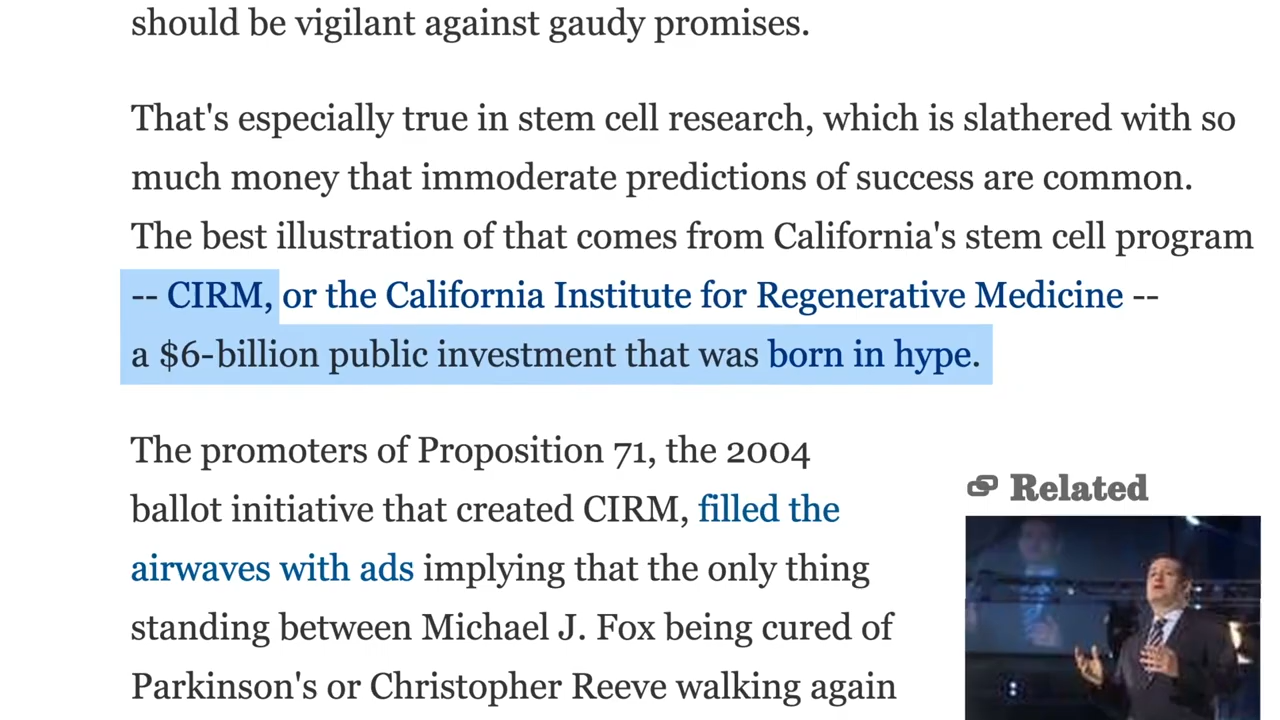 should be vigilant against gaudy promises.
That's especially true in stem cell research, which is slathered with so
much money that immoderate predictions of success are common.
The best illustration of that comes from California's stem cell program
-- CIRM, or the California Institute for Regenerative Medicine --
a $6-billion public investment that was born in hype.
The promoters of Proposition 71, the 2004
ballot initiative that created CIRM, filled the
airwaves with ads implying that the only thing
standing between Michael J. Fox being cured of
Parkinson's or Christopher Reeve walking again
Related